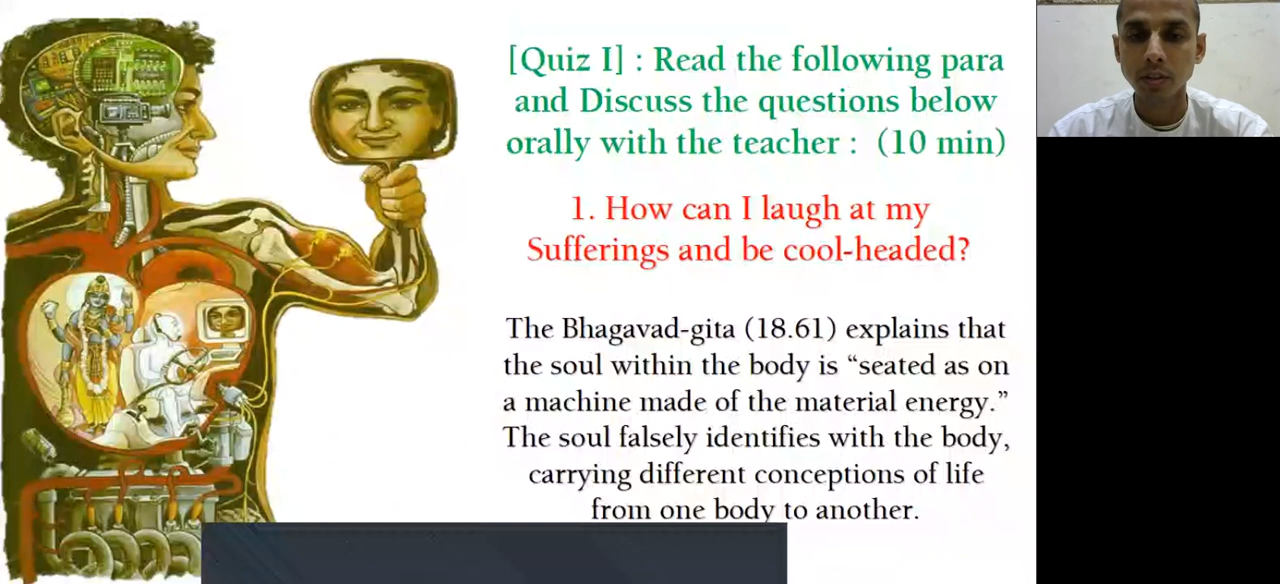 [Quiz I] : Read the following para
and Discuss the questions below
orally with the teacher : (10 min)
1. How can I laugh at my
Sufferings and be cool-headed?
The Bhagavad-gita (18.61) explains that
the soul within the body is “seated as on
a machine made of the material energy.”
The soul falsely identifies with the body,
carrying different conceptions of life
from one body to another.